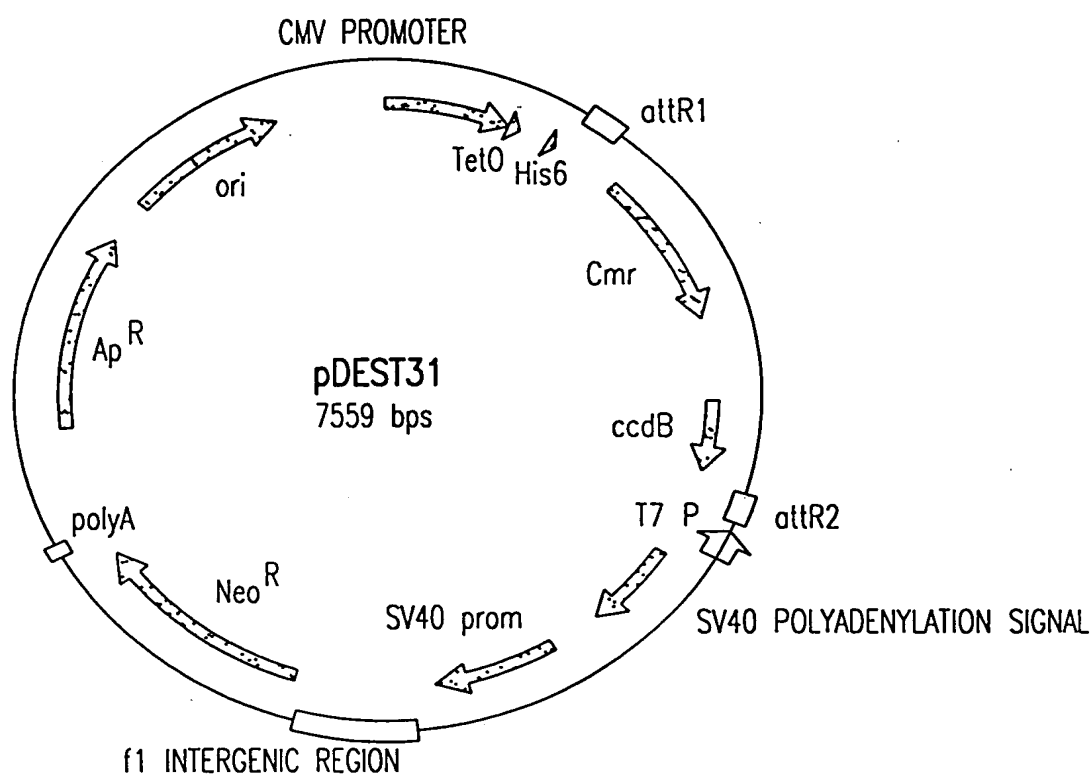 CMV PROMOTER
attR1
TetO
His6
ori
Cmr
Ap R
pDEST31
7559 bps
ccdB
T7 P
attR2
polyA
Neo R
SV40 prom
SV40 POLYADENYLATION SIGNAL
f1 INTERGENIC REGION